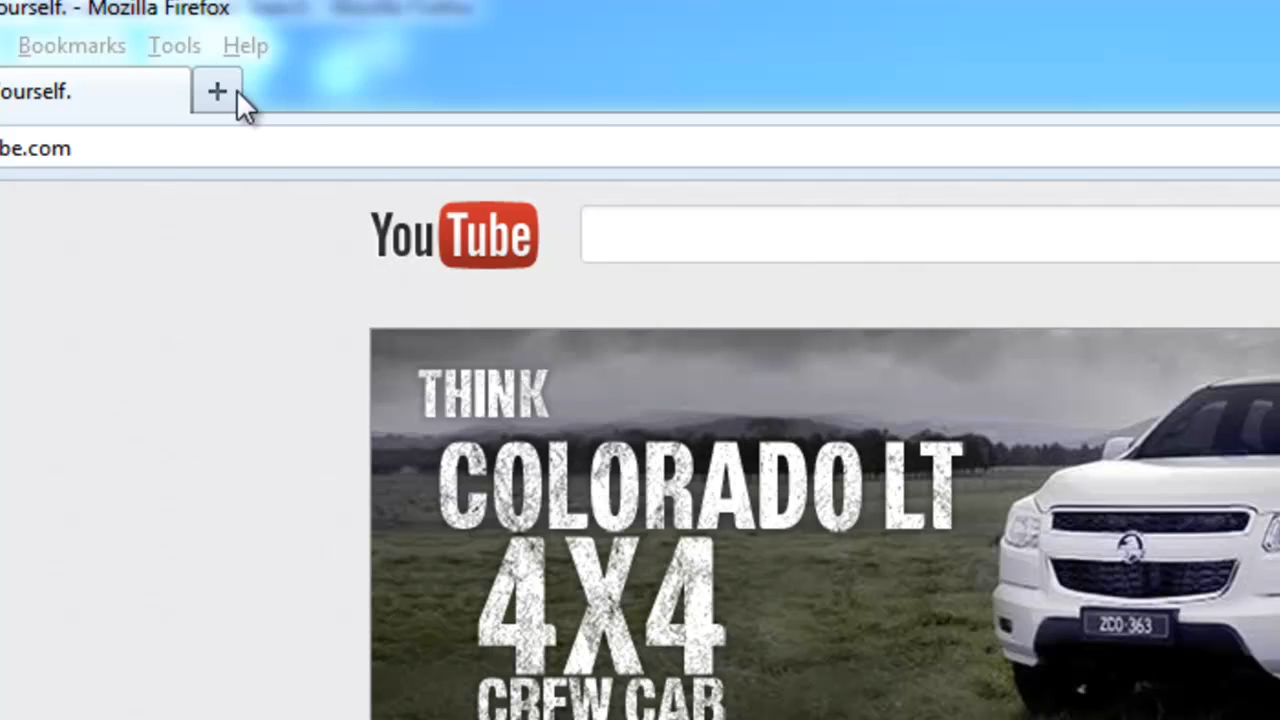 ourself. - Mozilla Firefox
Bookmarks Tools Help
ourself.
be.com
YouTube
THINK
COLORADO LT
4X4
CREW CAB
ZCO·363